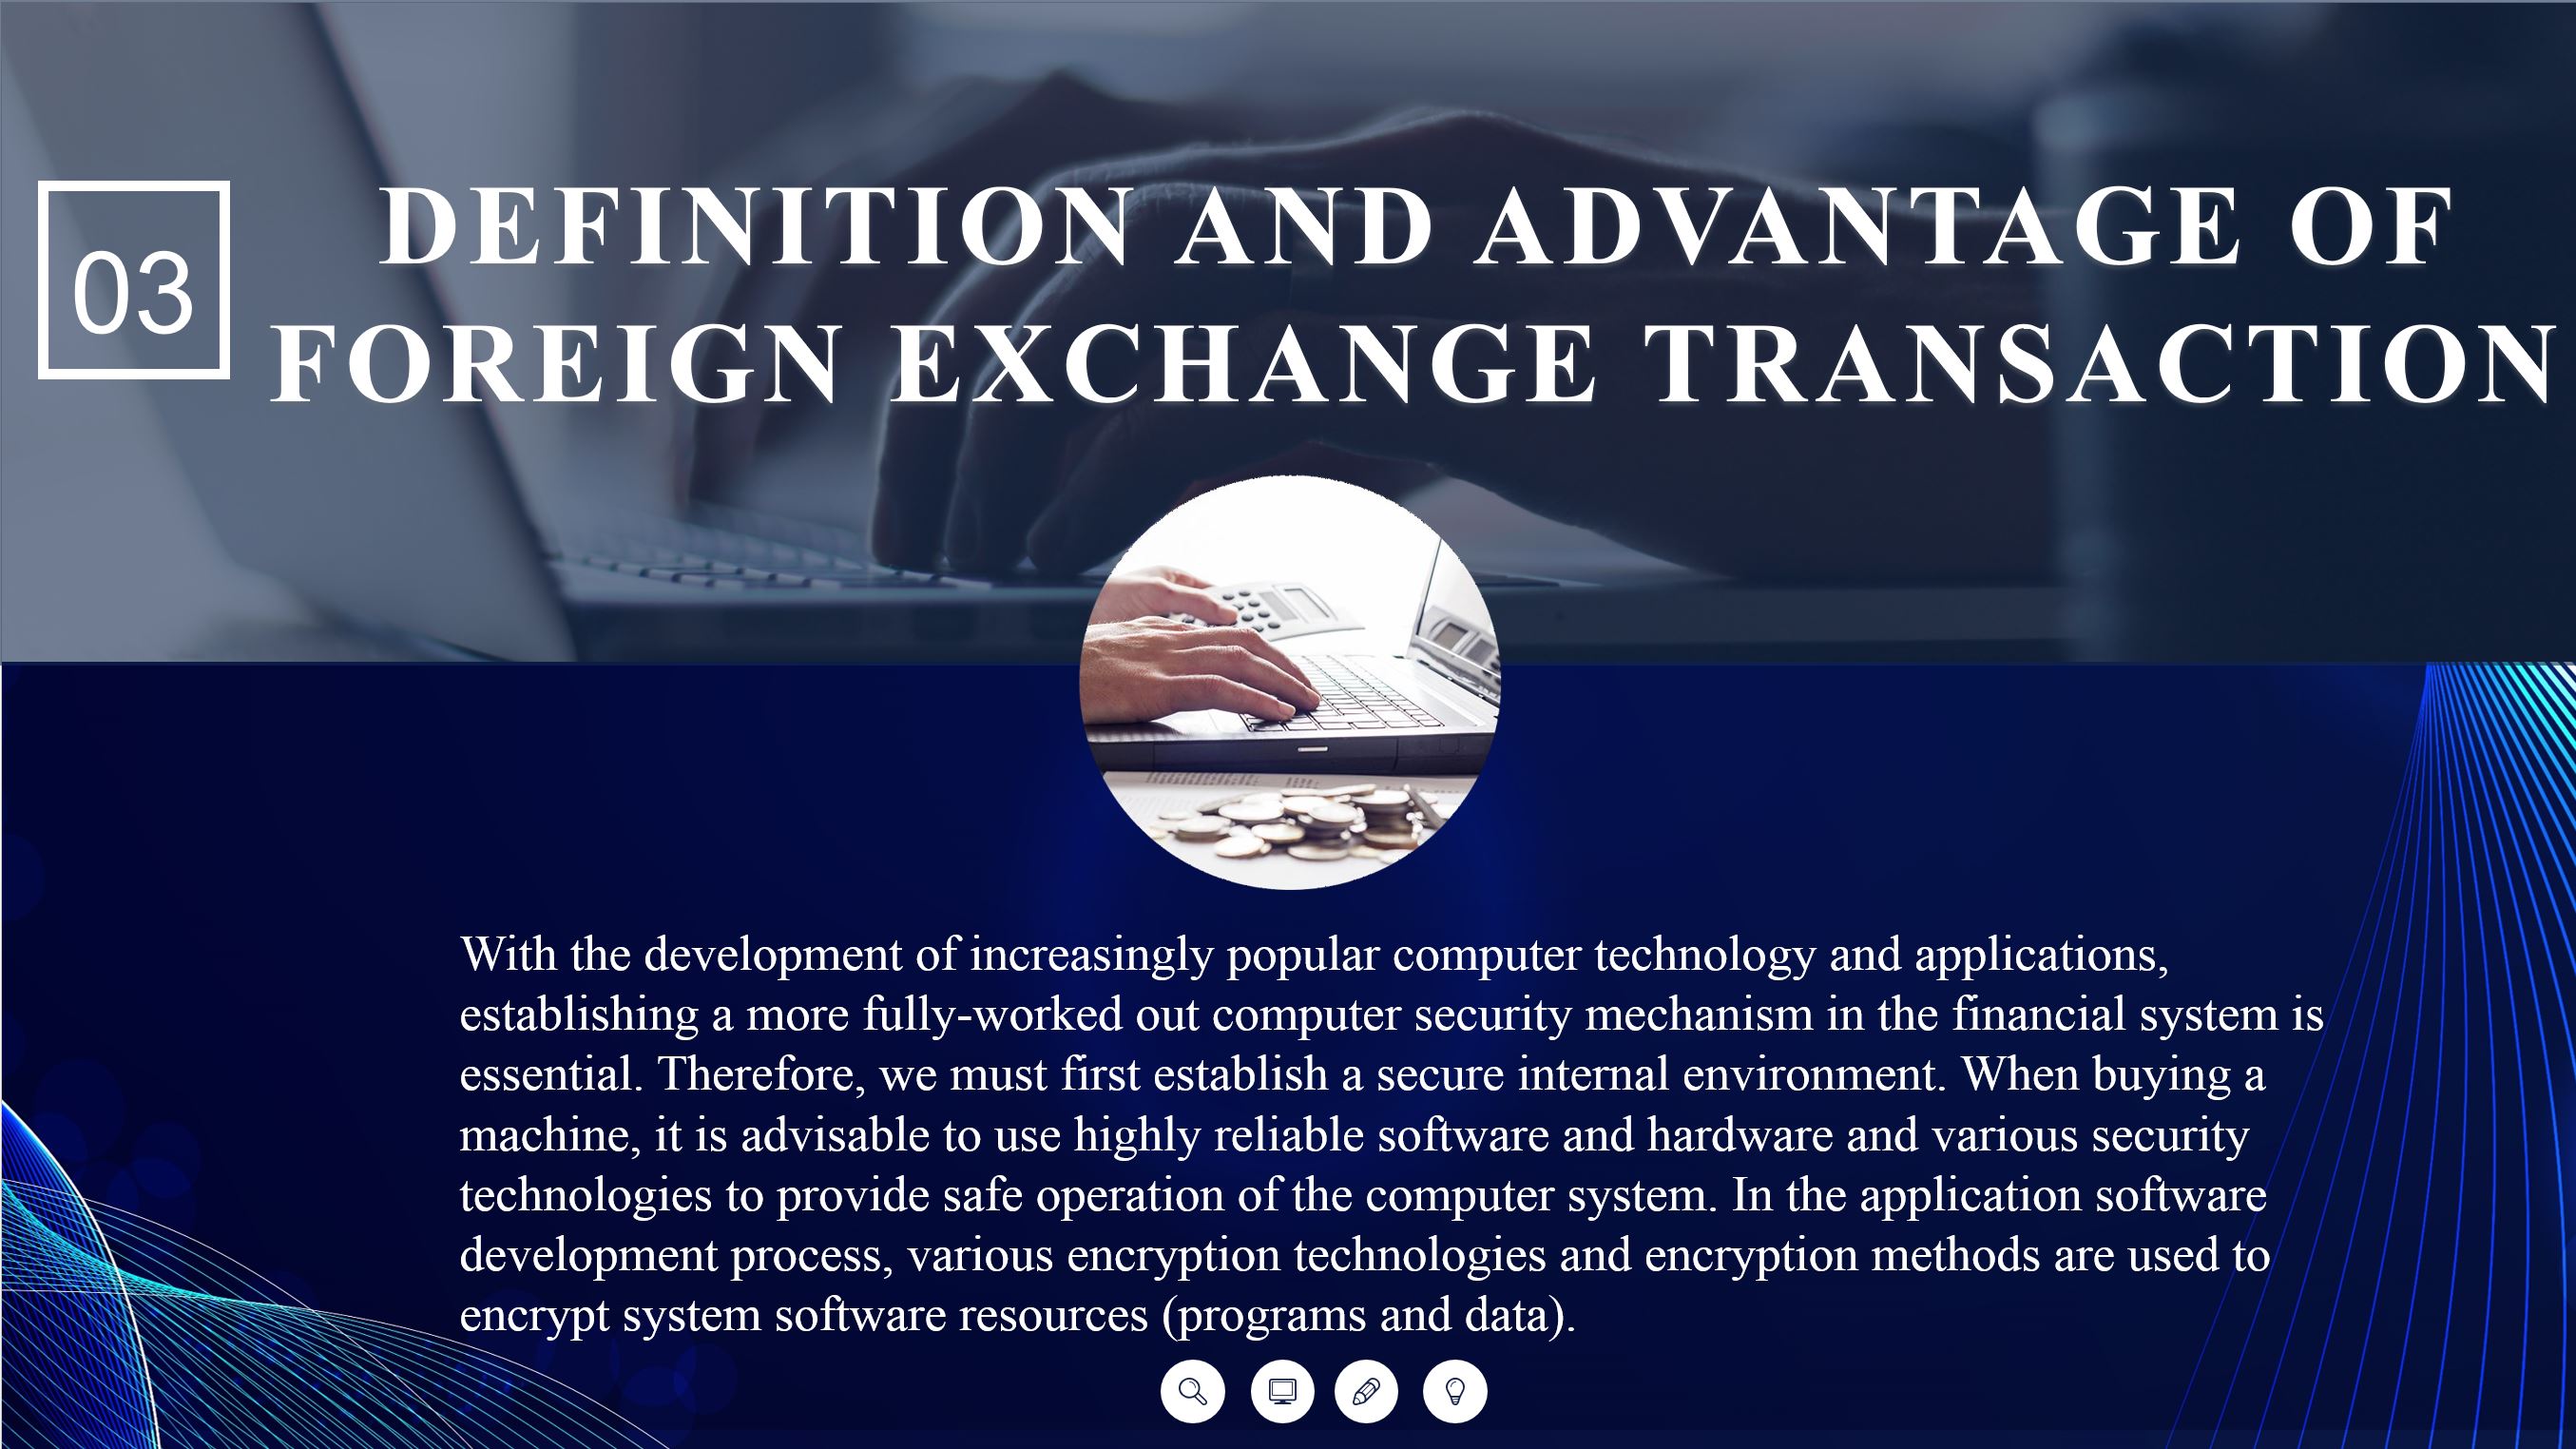 03
DEFINITION AND ADVANTAGE OF
FOREIGN EXCHANGE TRANSACTION
With the development of increasingly popular computer technology and applications,
establishing a more fully-worked out computer security mechanism in the financial system is
essential. Therefore, we must first establish a secure internal environment. When buying a
machine, it is advisable to use highly reliable software and hardware and various security
technologies to provide safe operation of the computer system. In the application software
development process, various encryption technologies and encryption methods are used to
encrypt system software resources (programs and data).